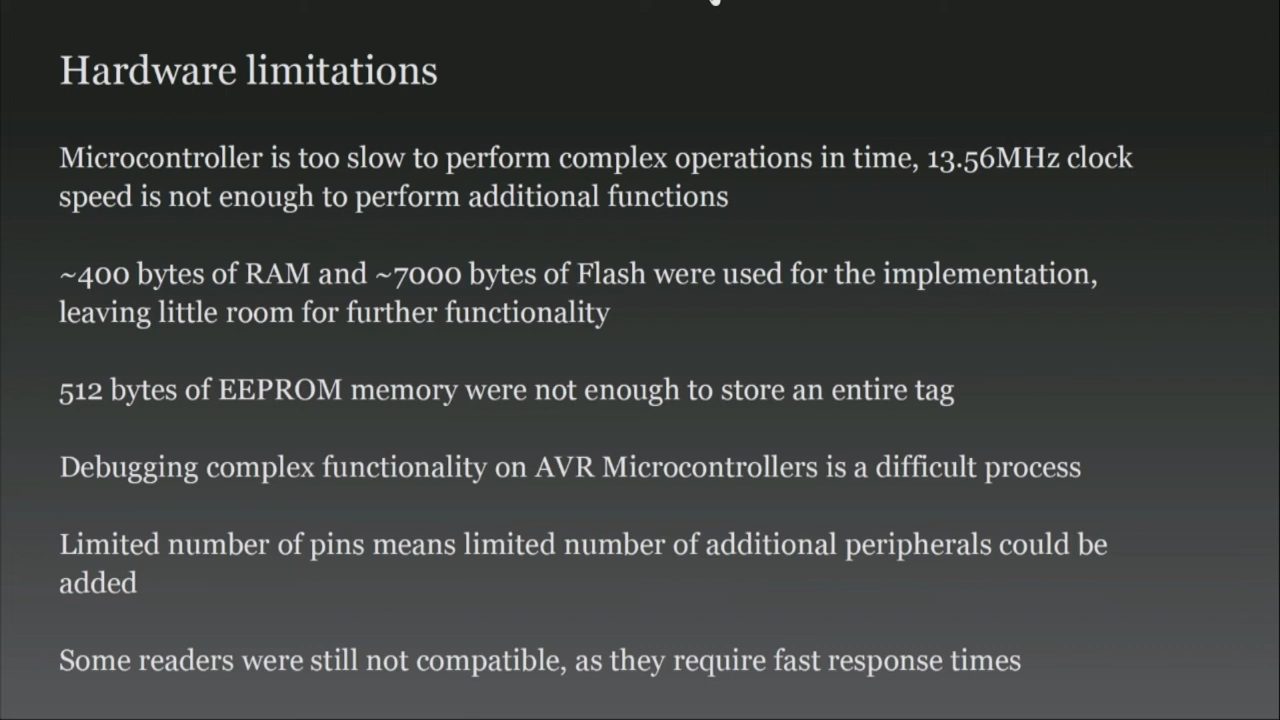 Hardware limitations
Microcontroller is too slow to perform complex operations in time, 13.56MHz clock
speed is not enough to perform additional functions
~400 bytes of RAM and ~7000 bytes of Flash were used for the implementation,
leaving little room for further functionality
512 bytes of EEPROM memory were not enough to store an entire tag
Debugging complex functionality on AVR Microcontrollers is a difficult process
Limited number of pins means limited number of additional peripherals could be
added
Some readers were still not compatible, as they require fast response times